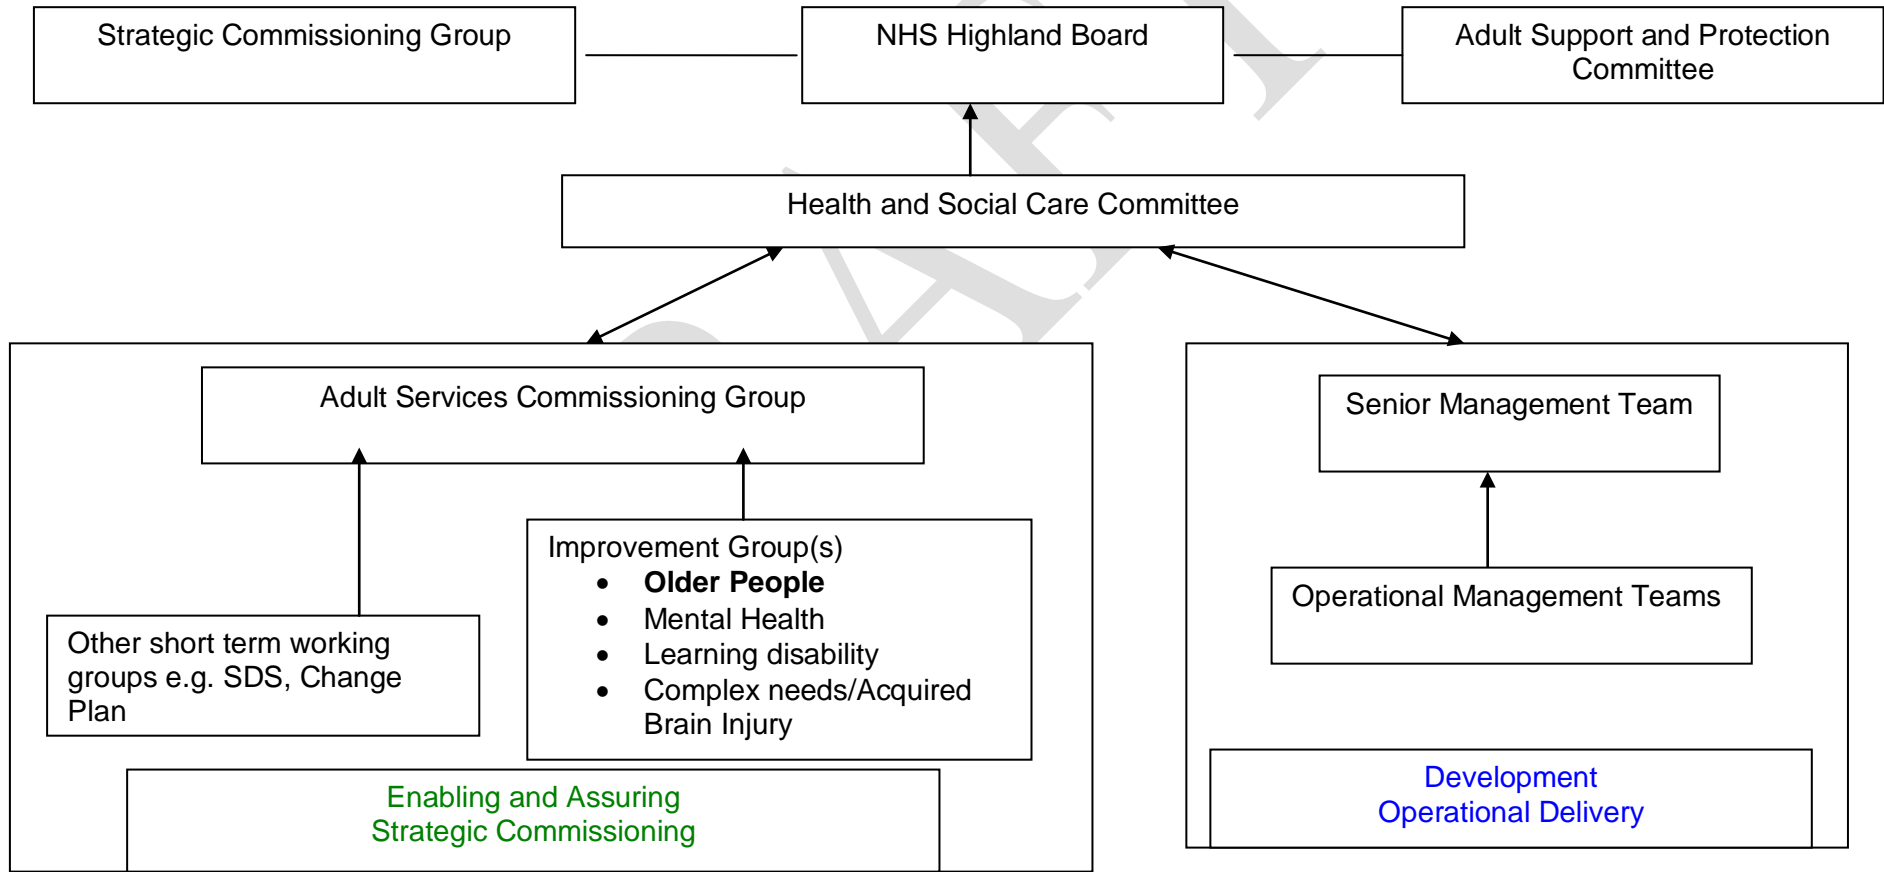 Strategic Commissioning Group
NHS Highland Board
Adult Support and Protection
Committee
Health and Social Care Committee
Adult Services Commissioning Group
Senior Management Team
Improvement Group(s)
• Older People
• Mental Health
• Learning disability
• Complex needs/Acquired
Brain Injury
Operational Management Teams
Other short term working
groups e.g. SDS, Change
Plan
Enabling and Assuring
Strategic Commissioning
Development
Operational Delivery